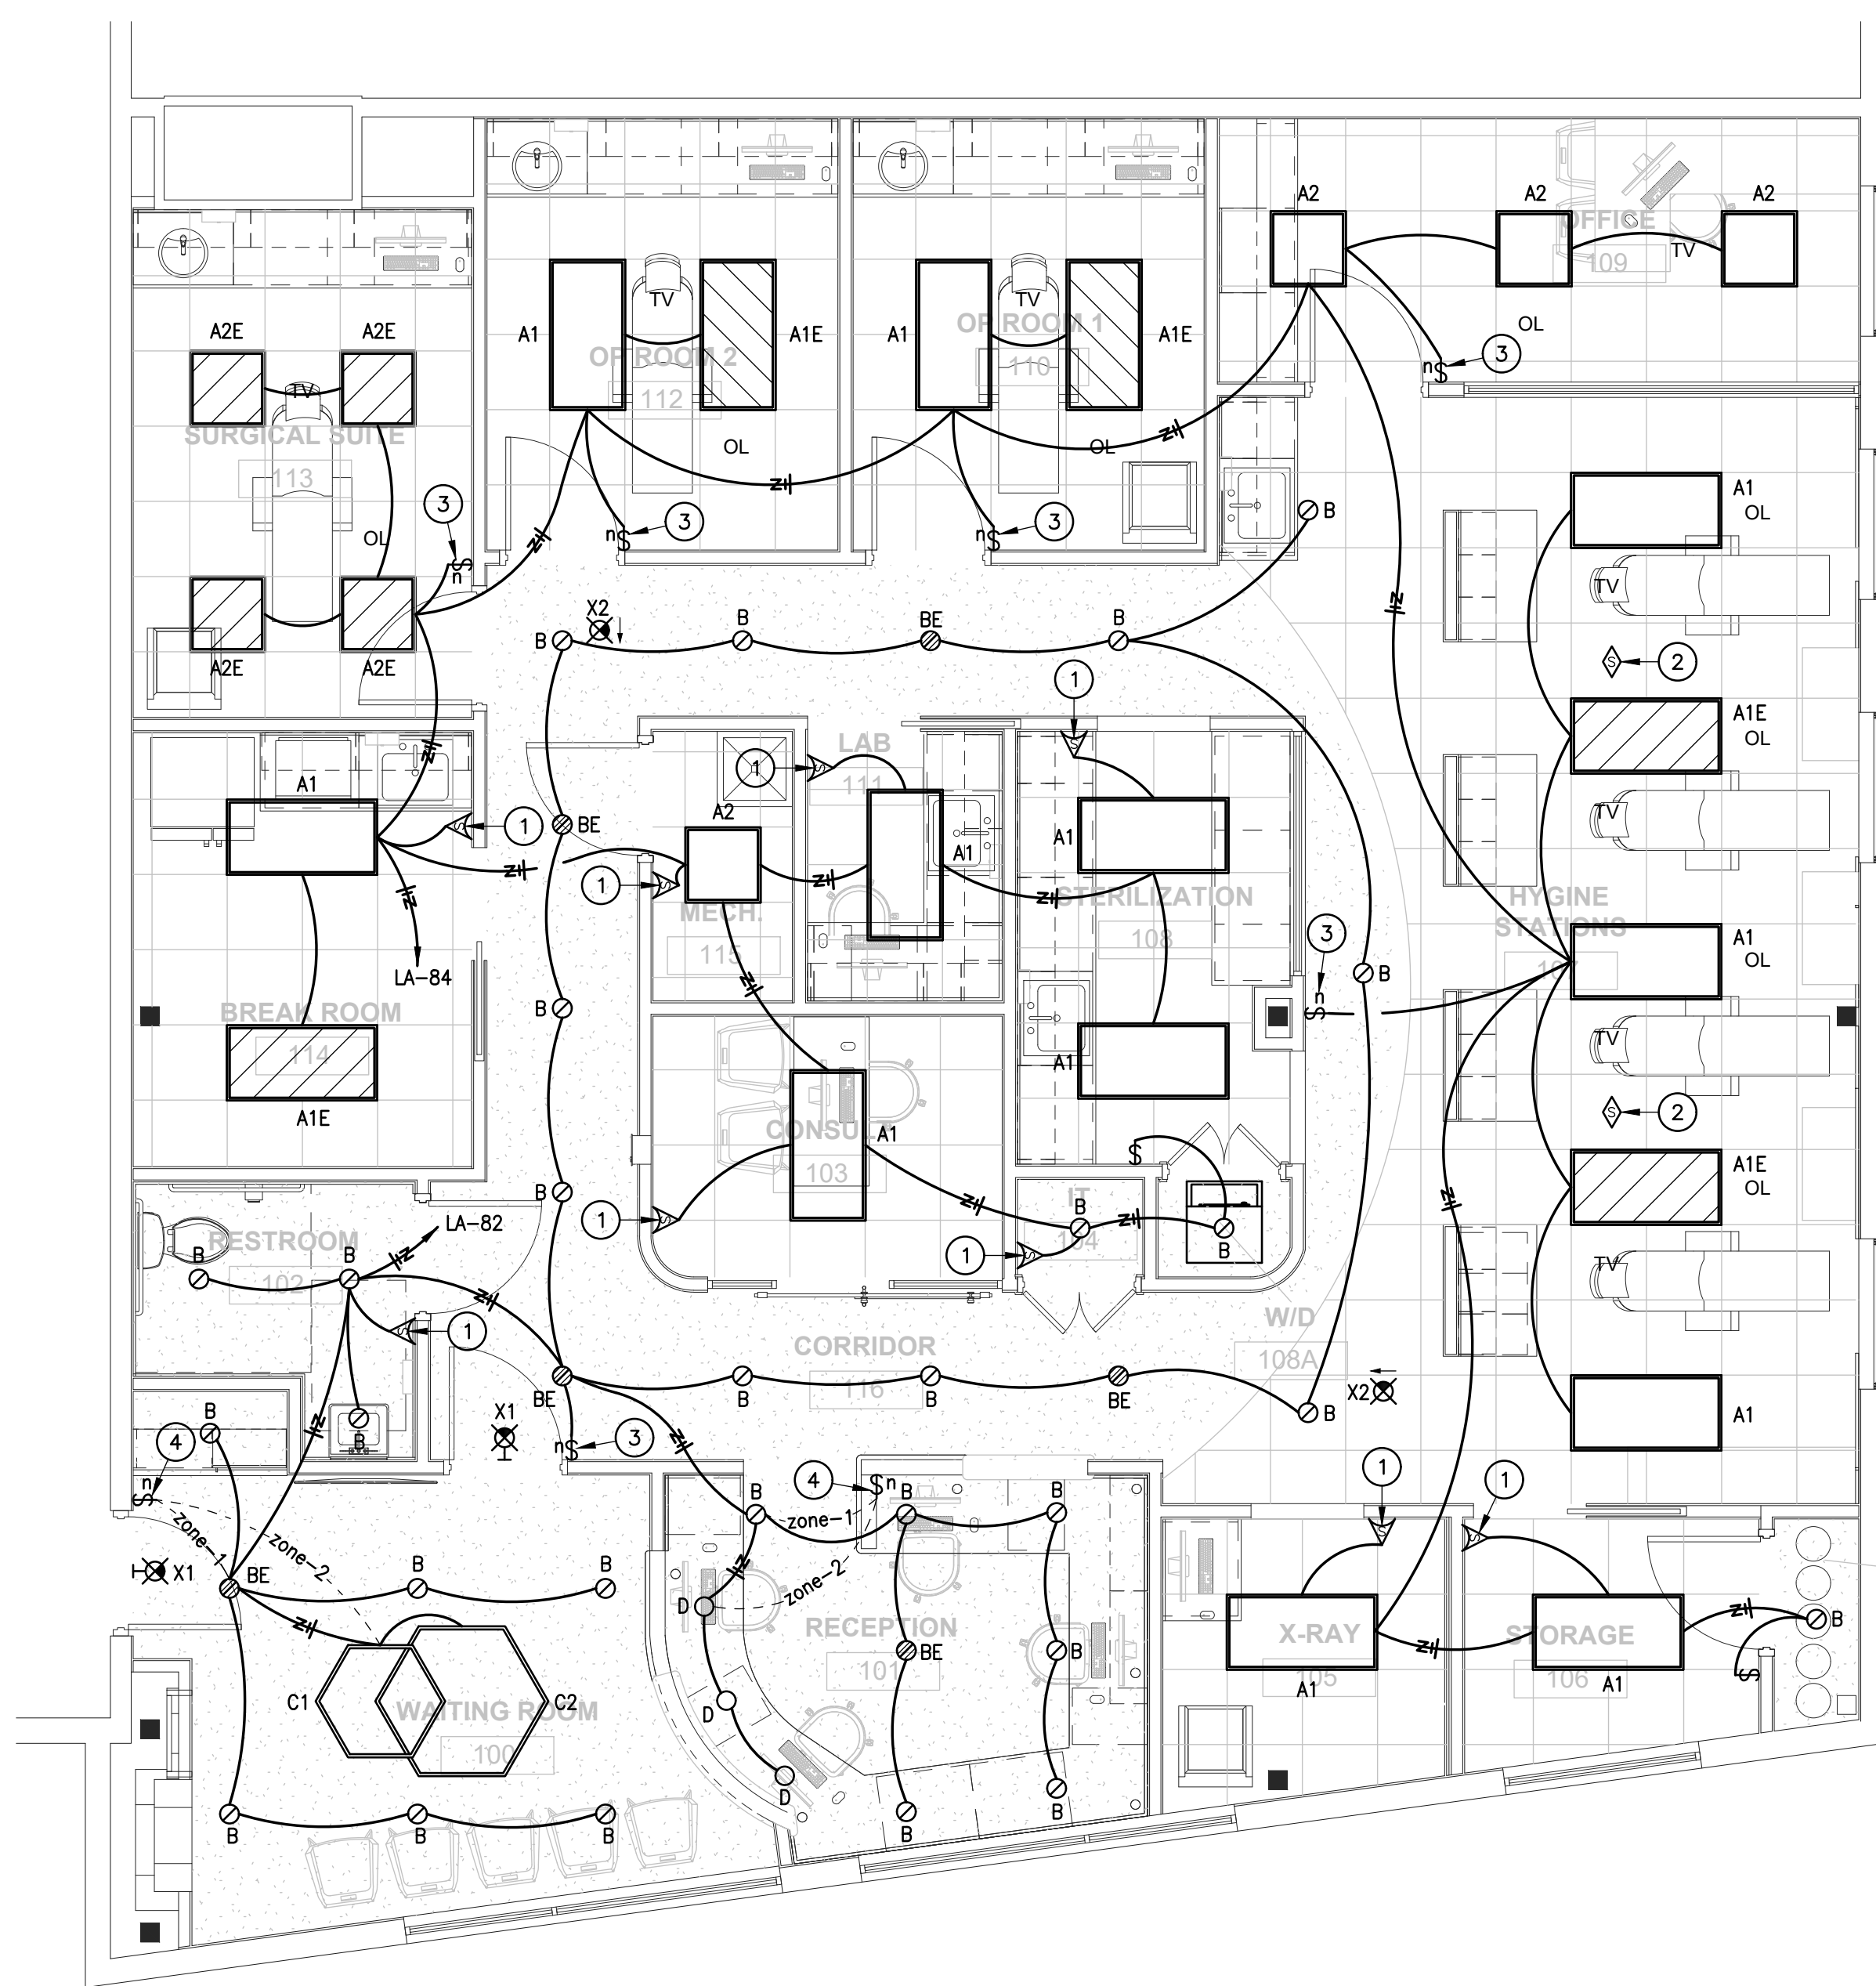 A2
A2
A2
OFFICE
109
TV
OL
n$
3
A1
TV
A1E
OP ROOM 2
112
OL
n$
3
A1
TV
A1E
OP ROOM 1
110
OL
n$
3
A2E
A2E
TV
SURGICAL SUITE
113
3
OL
$
n
A2E
A2E
B
X2
B
B
BE
B
A1
OL
TV
S
2
A1E
OL
TV
HYGINE
STATIONS
107
A1
OL
TV
S
2
A1E
OL
TV
A1
1
S
LAB
111
1
S
A1
A2
1
S
MECH.
115
A1
STERILIZATION
108
A1
$
3
n
$
B
A1
S
1
BE
LA-84
BREAK ROOM
114
A1E
B
B
CONSUL
103
A1
1
S
IT
104
B
1
S
B
W/D
108A
LA-82
RESTROOM
102
B
B
S
1
B
CORRIDOR
116
BE
B
B
BE
B
X2
X1
n$
3
B
4
n
$
zone-1
zone-2
X1
BE
B
B
C1
C2
WAITING ROOM
100
B
B
B
4
$n
B
B
B
zone-1
zone-2
D
RECEPTION
101
BE
B
D
D
B
B
1
S
1
S
X-RAY
105
A1
STORAGE
106
A1
B
$